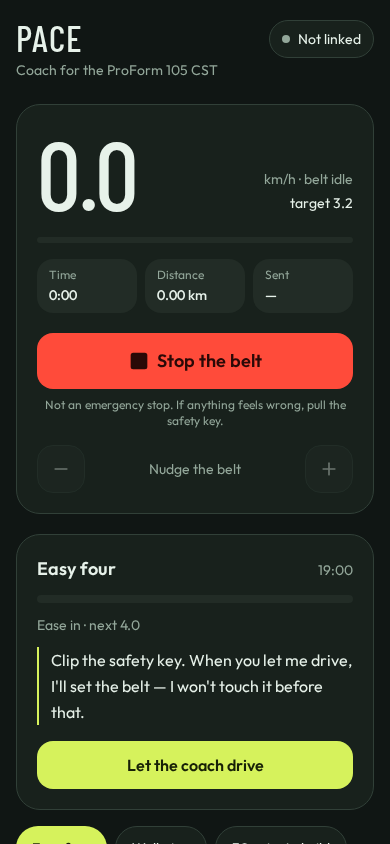 PACE
Not linked
Coach for the ProForm 105 CST
0.0
km/h · belt idle
target 3.2
Time
0:00
Distance
0.00 km
Sent
—
Stop the belt
Not an emergency stop. If anything feels wrong, pull the
safety key.
Nudge the belt
Easy four
19:00
Ease in · next 4.0
Clip the safety key. When you let me drive,
I'll set the belt — I won't touch it before
that.
Let the coach drive